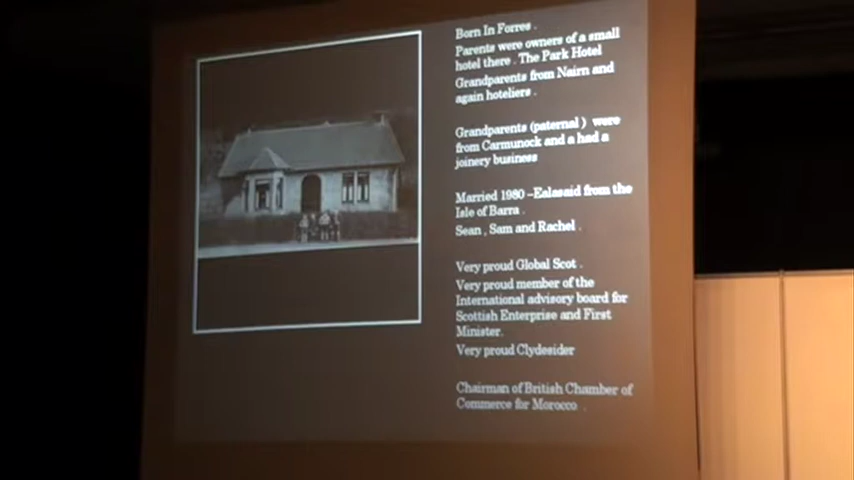 Born In Forres .
Parents were owners of a small
hotel there . The Park Hotel
Grandparents from Nairn and
again hoteliers .
Grandparents (paternal ) were
from Carmunock and a had a
joinery business
Married 1980 –Ealasaid from the
Isle of Barra .
Sean , Sam and Rachel .
Very proud Global Scot .
Very proud member of the
International advisory board for
Scottish Enterprise and First
Minister.
Very proud Clydesider
Chairman of British Chamber of
Commerce for Morocco .